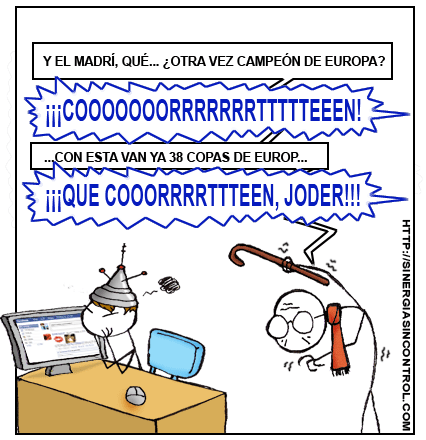 Y EL MADRÍ, QUÉ... ¿OTRA VEZ CAMPEÓN DE EUROPA?
¡¡¡COOOOOOORRRRRRRTTTTTEEEN!
...CON ESTA VAN YA 38 COPAS DE EUROP...
¡¡¡QUE COOORRRRTTTEEN, JODER!!!
HTTP://SINERGIASINCONTROL.COM